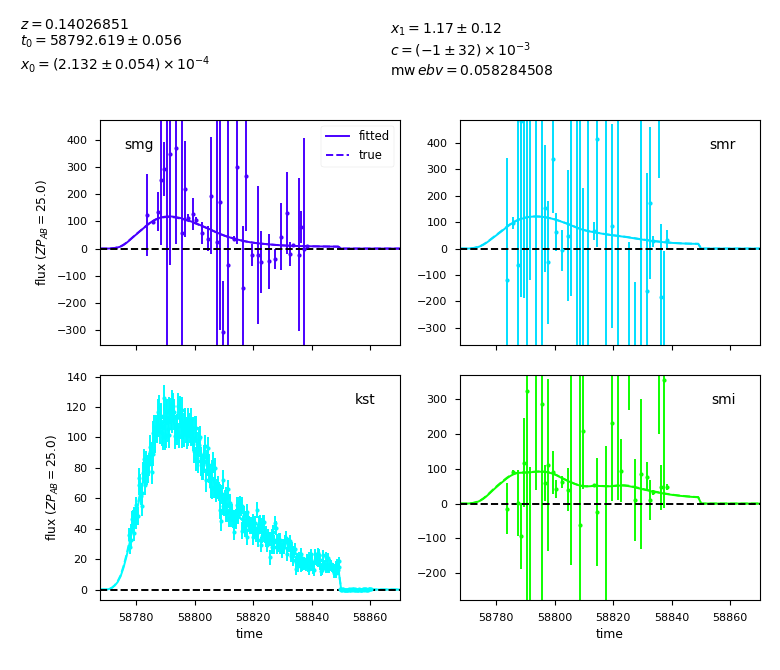 z = 0.14026851
t₀ = 58792.619 ± 0.056
x₀ = (2.132 ± 0.054) × 10⁻⁴
x₁ = 1.17 ± 0.12
c = (−1 ± 32) × 10⁻³
mw ebv = 0.058284508
smg
fitted
true
400
300
200
100
0
−100
−200
−300
flux (ZP_AB = 25.0)
smr
400
300
200
100
0
−100
−200
−300
kst
140
120
100
80
60
40
20
0
flux (ZP_AB = 25.0)
58780 58800 58820 58840 58860
time
smi
300
200
100
0
−100
−200
58780 58800 58820 58840 58860
time